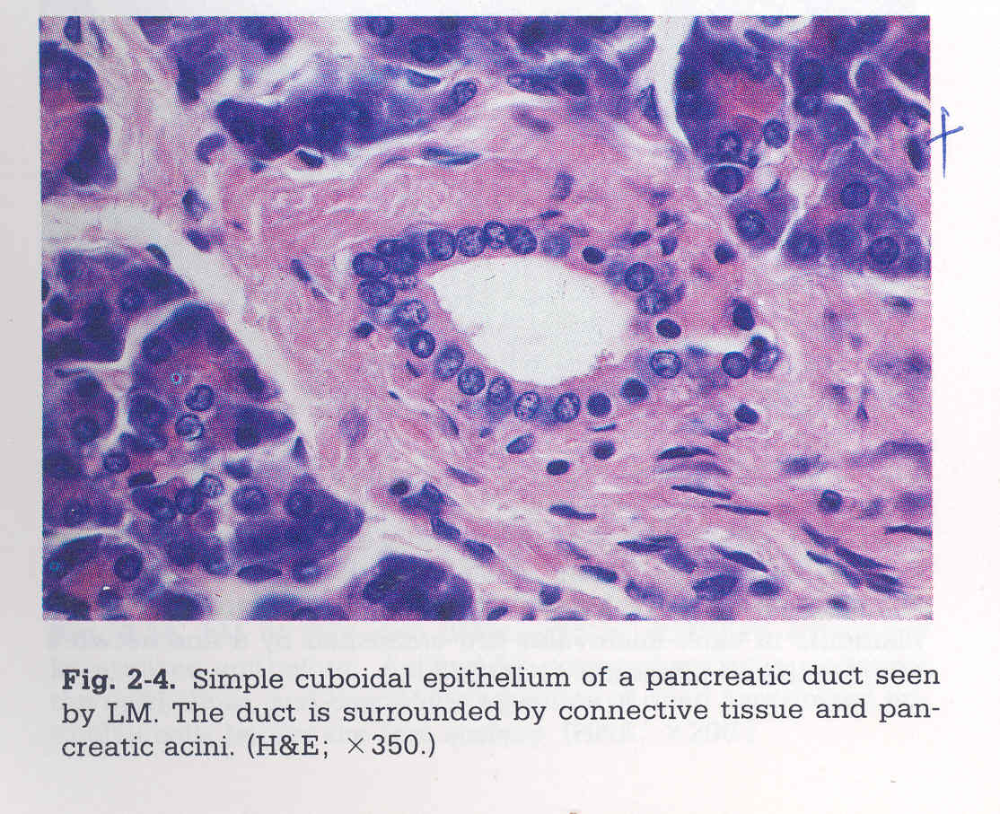 Fig. 2-4. Simple cuboidal epithelium of a pancreatic duct seen
by LM. The duct is surrounded by connective tissue and pan-
creatic acini. (H&E; ×350.)